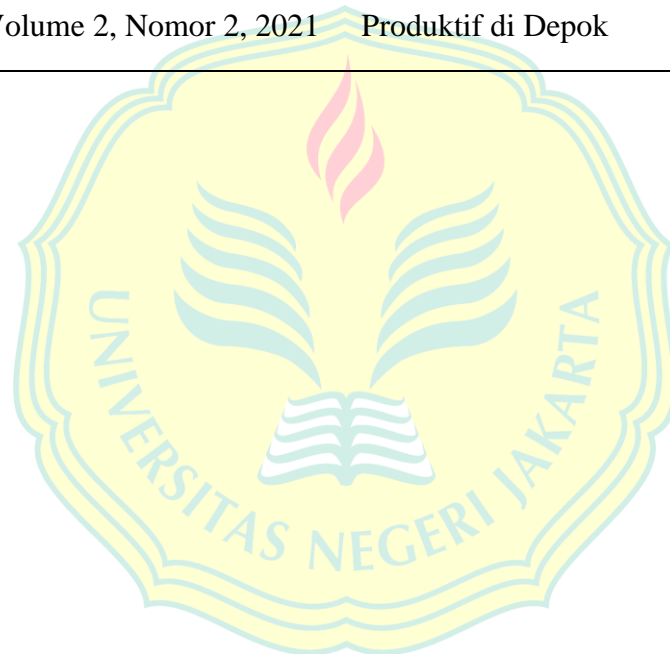 Volume 2, Nomor 2, 2021 Produktif di Depok
UNIVERSITAS NEGERI JAKARTA